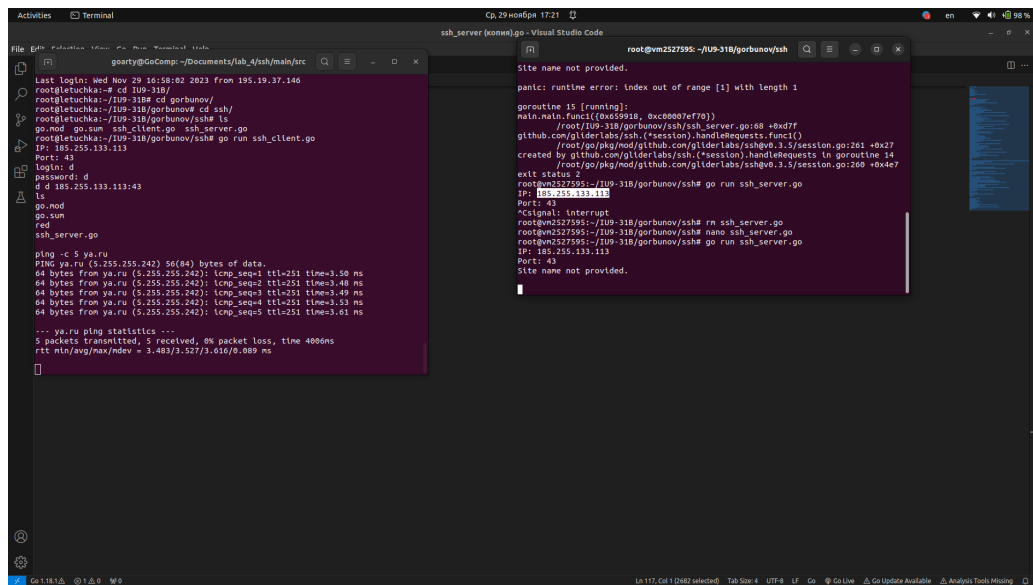 Activities
Terminal
Ср, 29 ноября 17:21
en
98 %
ssh_server (копия).go - Visual Studio Code
File Edit Selection View Go Run Terminal Help
goarty@GoComp: ~/Documents/lab_4/ssh/main/src
Last login: Wed Nov 29 16:58:02 2023 from 195.19.37.146
root@letuchka:~# cd IU9-31B/
root@letuchka:~/IU9-31B# cd gorbunov/
root@letuchka:~/IU9-31B/gorbunov# cd ssh/
root@letuchka:~/IU9-31B/gorbunov/ssh# ls
go.mod  go.sum  ssh_client.go  ssh_server.go
root@letuchka:~/IU9-31B/gorbunov/ssh# go run ssh_client.go
IP: 185.255.133.113
Port: 43
login: d
password: d
d d 185.255.133.113:43
ls
go.mod
go.sum
red
ssh_server.go
ping -c 5 ya.ru
PING ya.ru (5.255.255.242) 56(84) bytes of data.
64 bytes from ya.ru (5.255.255.242): icmp_seq=1 ttl=251 time=3.50 ms
64 bytes from ya.ru (5.255.255.242): icmp_seq=2 ttl=251 time=3.48 ms
64 bytes from ya.ru (5.255.255.242): icmp_seq=3 ttl=251 time=3.49 ms
64 bytes from ya.ru (5.255.255.242): icmp_seq=4 ttl=251 time=3.53 ms
64 bytes from ya.ru (5.255.255.242): icmp_seq=5 ttl=251 time=3.61 ms
--- ya.ru ping statistics ---
5 packets transmitted, 5 received, 0% packet loss, time 4006ms
rtt min/avg/max/mdev = 3.483/3.527/3.616/0.089 ms
root@vm2527595: ~/IU9-31B/gorbunov/ssh
Site name not provided.
panic: runtime error: index out of range [1] with length 1
goroutine 15 [running]:
main.main.func1({0x659918, 0xc00007ef70})
/root/IU9-31B/gorbunov/ssh/ssh_server.go:68 +0xd7f
github.com/gliderlabs/ssh.(*session).handleRequests.func1()
/root/go/pkg/mod/github.com/gliderlabs/ssh@v0.3.5/session.go:261 +0x27
created by github.com/gliderlabs/ssh.(*session).handleRequests in goroutine 14
/root/go/pkg/mod/github.com/gliderlabs/ssh@v0.3.5/session.go:260 +0x4e7
exit status 2
root@vm2527595:~/IU9-31B/gorbunov/ssh# go run ssh_server.go
IP: 185.255.133.113
Port: 43
^Csignal: interrupt
root@vm2527595:~/IU9-31B/gorbunov/ssh# rm ssh_server.go
root@vm2527595:~/IU9-31B/gorbunov/ssh# nano ssh_server.go
root@vm2527595:~/IU9-31B/gorbunov/ssh# go run ssh_server.go
IP: 185.255.133.113
Port: 43
Site name not provided.
Go 1.18.1 1 0 0 Ln 117, Col 1 (2682 selected) Tab Size: 4 UTF-8 LF Go Go Live Go Update Available Analysis Tools Missing